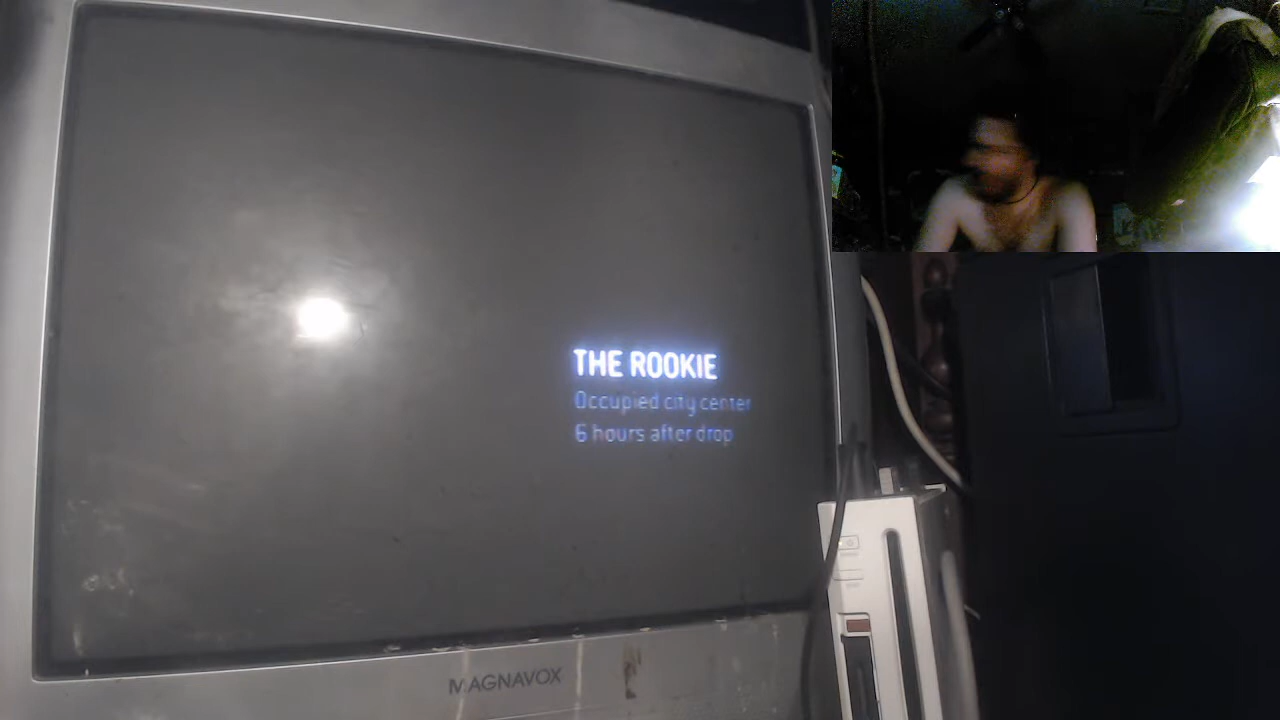 THE ROOKIE
Occupied city center
6 hours after drop
MAGNAVOX